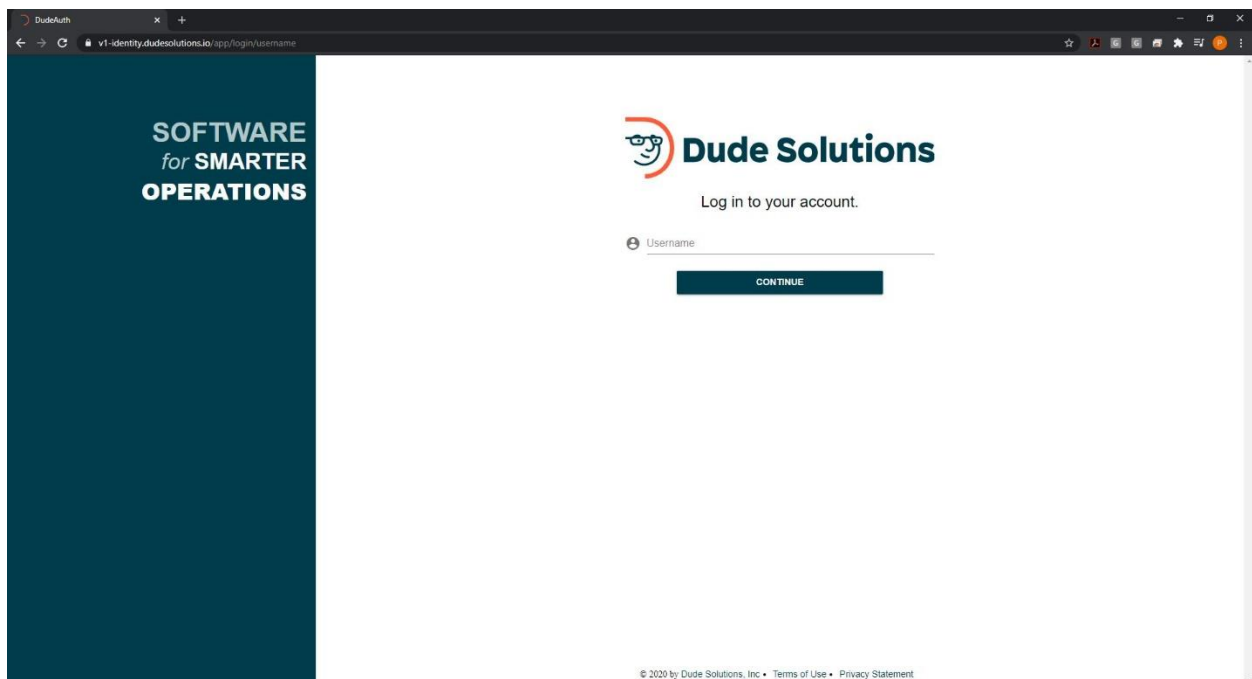 DudeAuth
v1-identity.dudesolutions.io/app/login/username
P
SOFTWARE
for SMARTER
OPERATIONS
Dude Solutions
Log in to your account.
Username
CONTINUE
© 2020 by Dude Solutions, Inc • Terms of Use • Privacy Statement